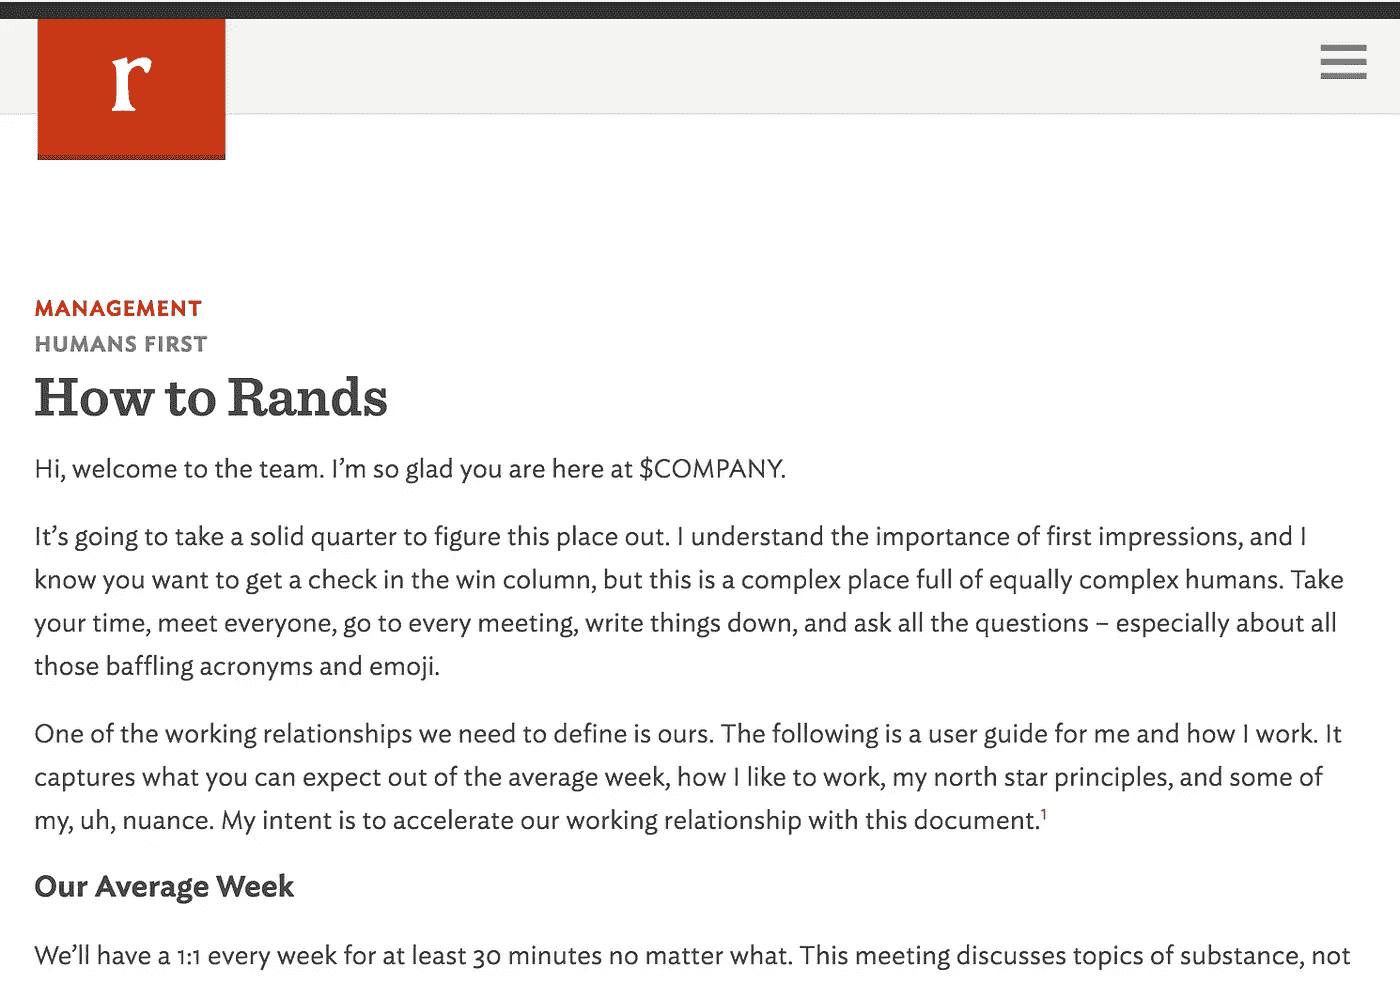 r
MANAGEMENT
HUMANS FIRST
How to Rands
Hi, welcome to the team. I’m so glad you are here at $COMPANY.
It’s going to take a solid quarter to figure this place out. I understand the importance of first impressions, and I
know you want to get a check in the win column, but this is a complex place full of equally complex humans. Take
your time, meet everyone, go to every meeting, write things down, and ask all the questions – especially about all
those baffling acronyms and emoji.
One of the working relationships we need to define is ours. The following is a user guide for me and how I work. It
captures what you can expect out of the average week, how I like to work, my north star principles, and some of
my, uh, nuance. My intent is to accelerate our working relationship with this document.1
Our Average Week
We’ll have a 1:1 every week for at least 30 minutes no matter what. This meeting discusses topics of substance, not